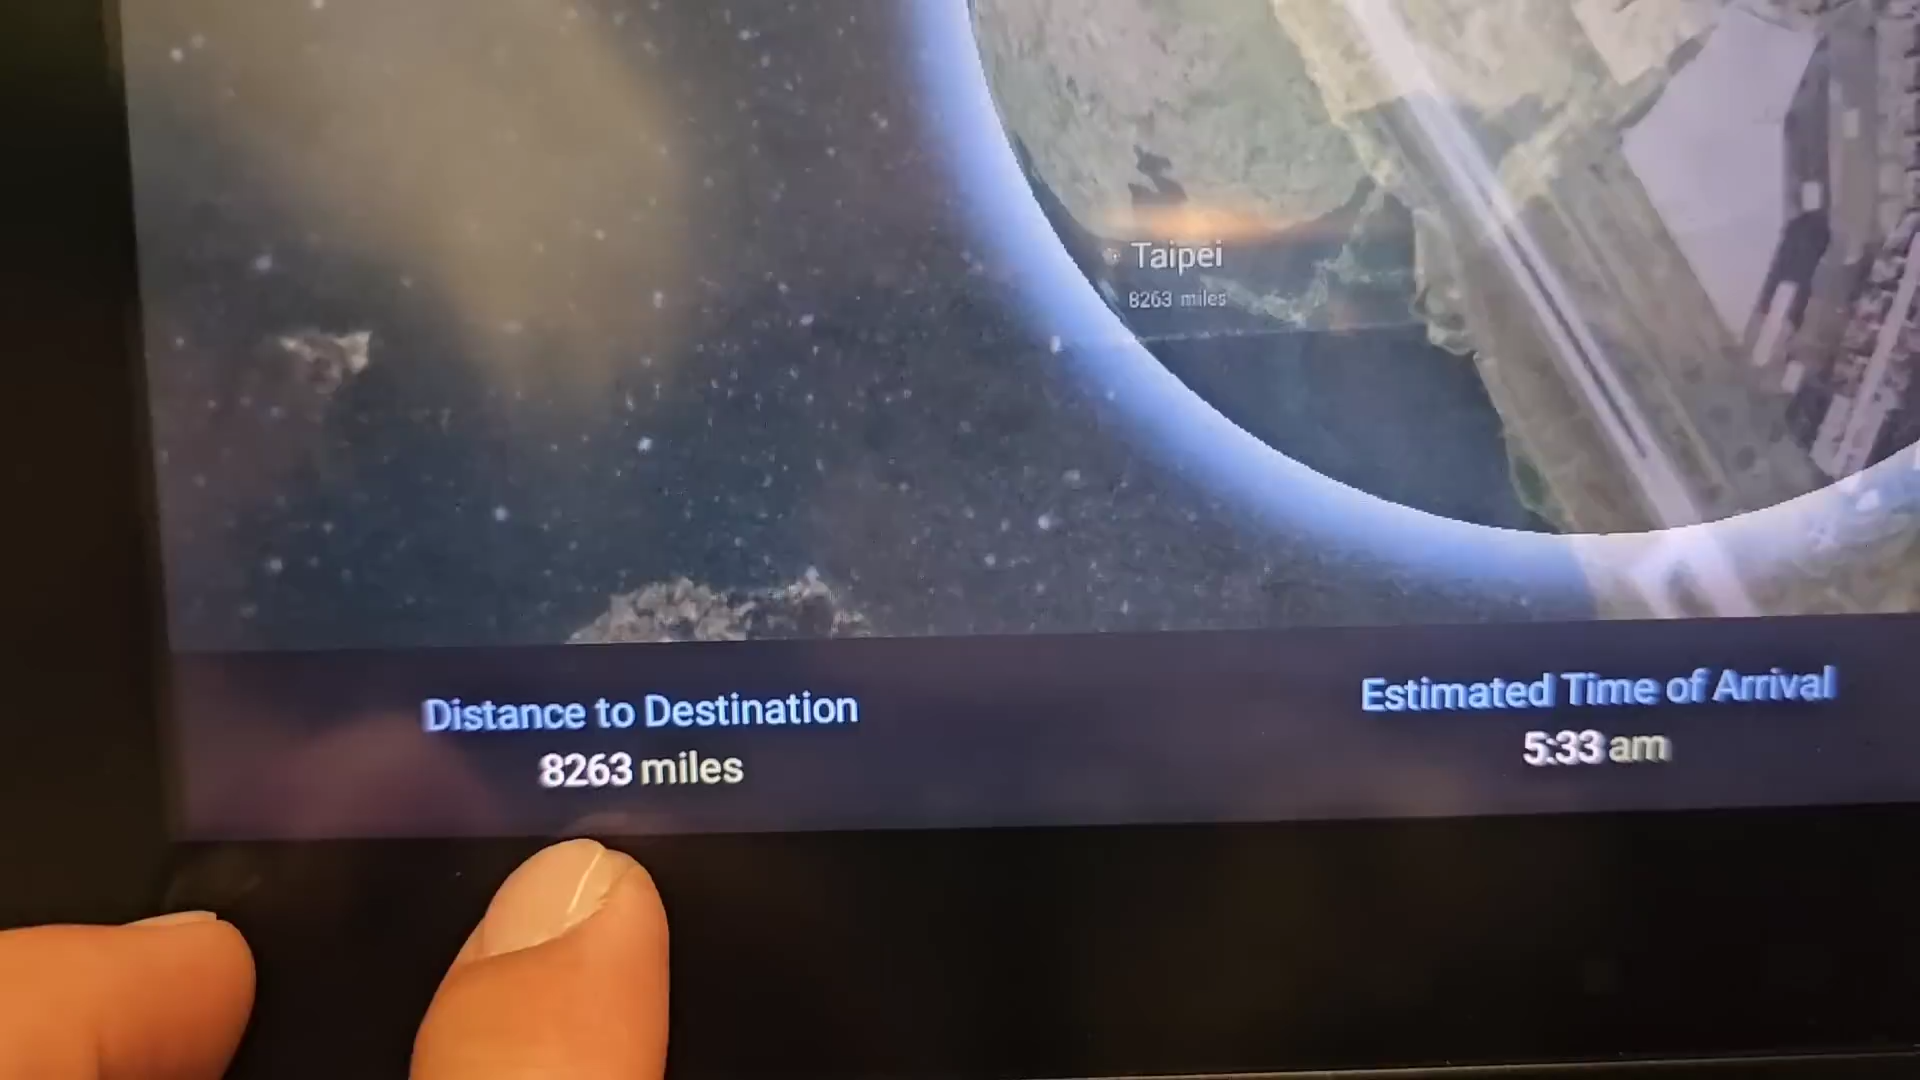 Taipei
8263 miles
Distance to Destination
8263 miles
Estimated Time of Arrival
5:33 am